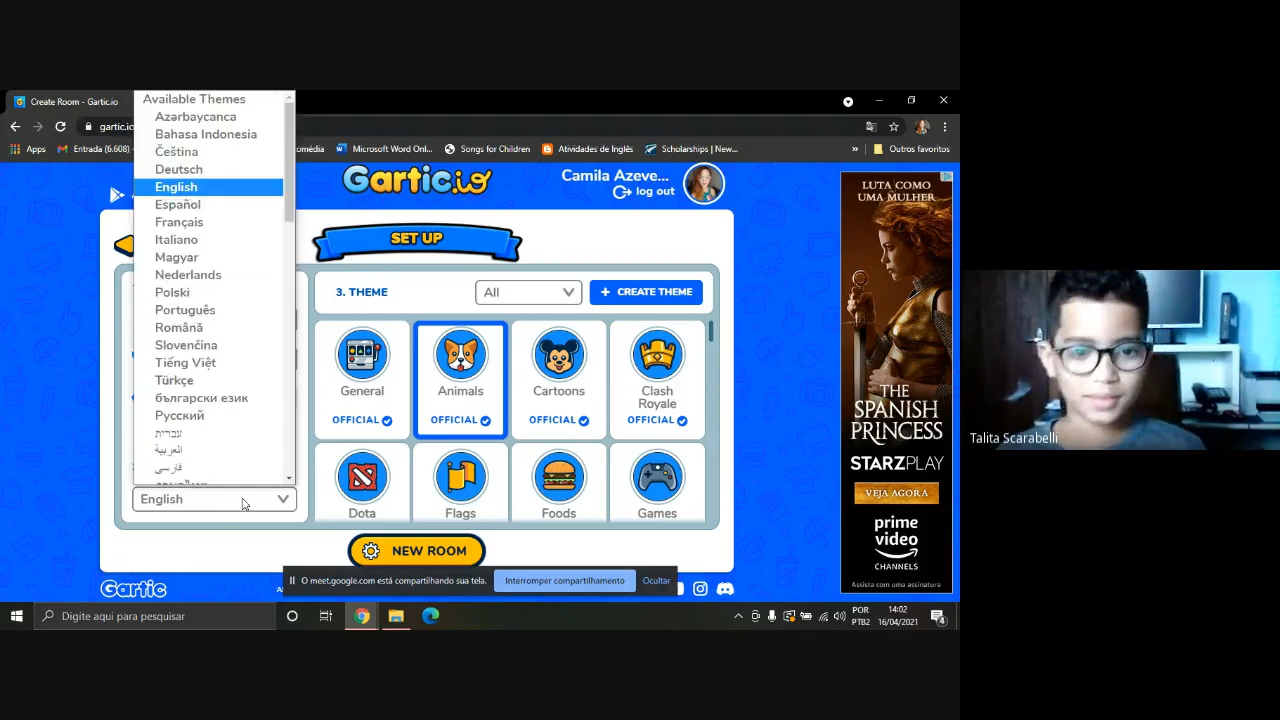 Create Room - Gartic.io
gartic.io
Apps
Entrada (6.608)
omédia
Microsoft Word Onl...
Songs for Children
Atividades de Inglês
Scholarships | New...
»
Outros favoritos
Available Themes
Azərbaycanca
Bahasa Indonesia
Čeština
Deutsch
English
Español
Français
Italiano
Magyar
Nederlands
Polski
Português
Română
Slovenčina
Tiếng Việt
Türkçe
български език
Русский
עברית
العربية
فارسی
English
Gartic.io
Camila Azeve...
log out
SET UP
3. THEME
All
+ CREATE THEME
General
OFFICIAL
Animals
OFFICIAL
Cartoons
OFFICIAL
Clash
Royale
OFFICIAL
Dota
Flags
Foods
Games
NEW ROOM
Gartic
O meet.google.com está compartilhando sua tela.
Interromper compartilhamento
Ocultar
LUTA COMO
UMA MULHER
THE
SPANISH
PRINCESS
STARZPLAY
VEJA AGORA
prime
video
CHANNELS
Assista com uma assinatura
Digite aqui para pesquisar
POR
PTB2
14:02
16/04/2021
4
Talita Scarabelli